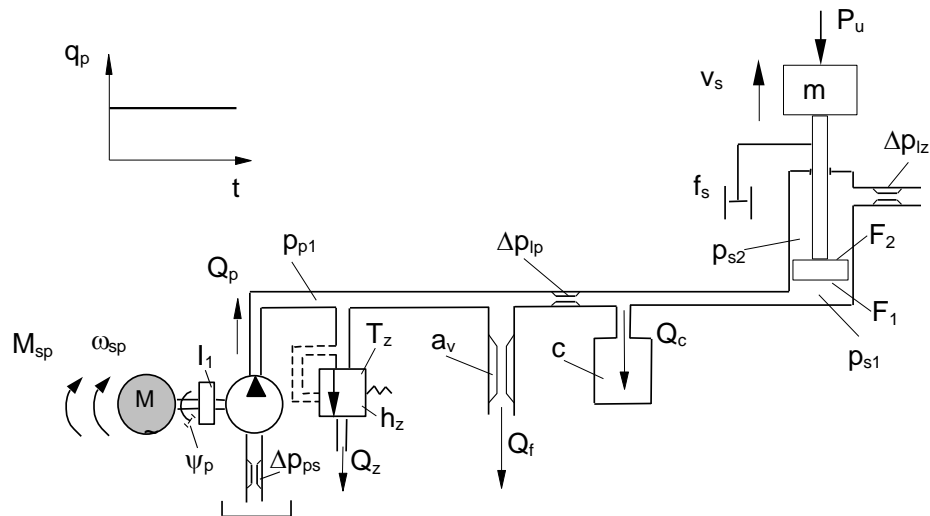 q_p
t
P_u
v_s
m
Δp_lz
f_s
p_s2
F_2
F_1
p_s1
p_p1
Δp_lp
Q_p
M_sp
ω_sp
I_1
M
ψ_p
Δp_ps
T_z
h_z
Q_z
a_v
Q_f
c
Q_c